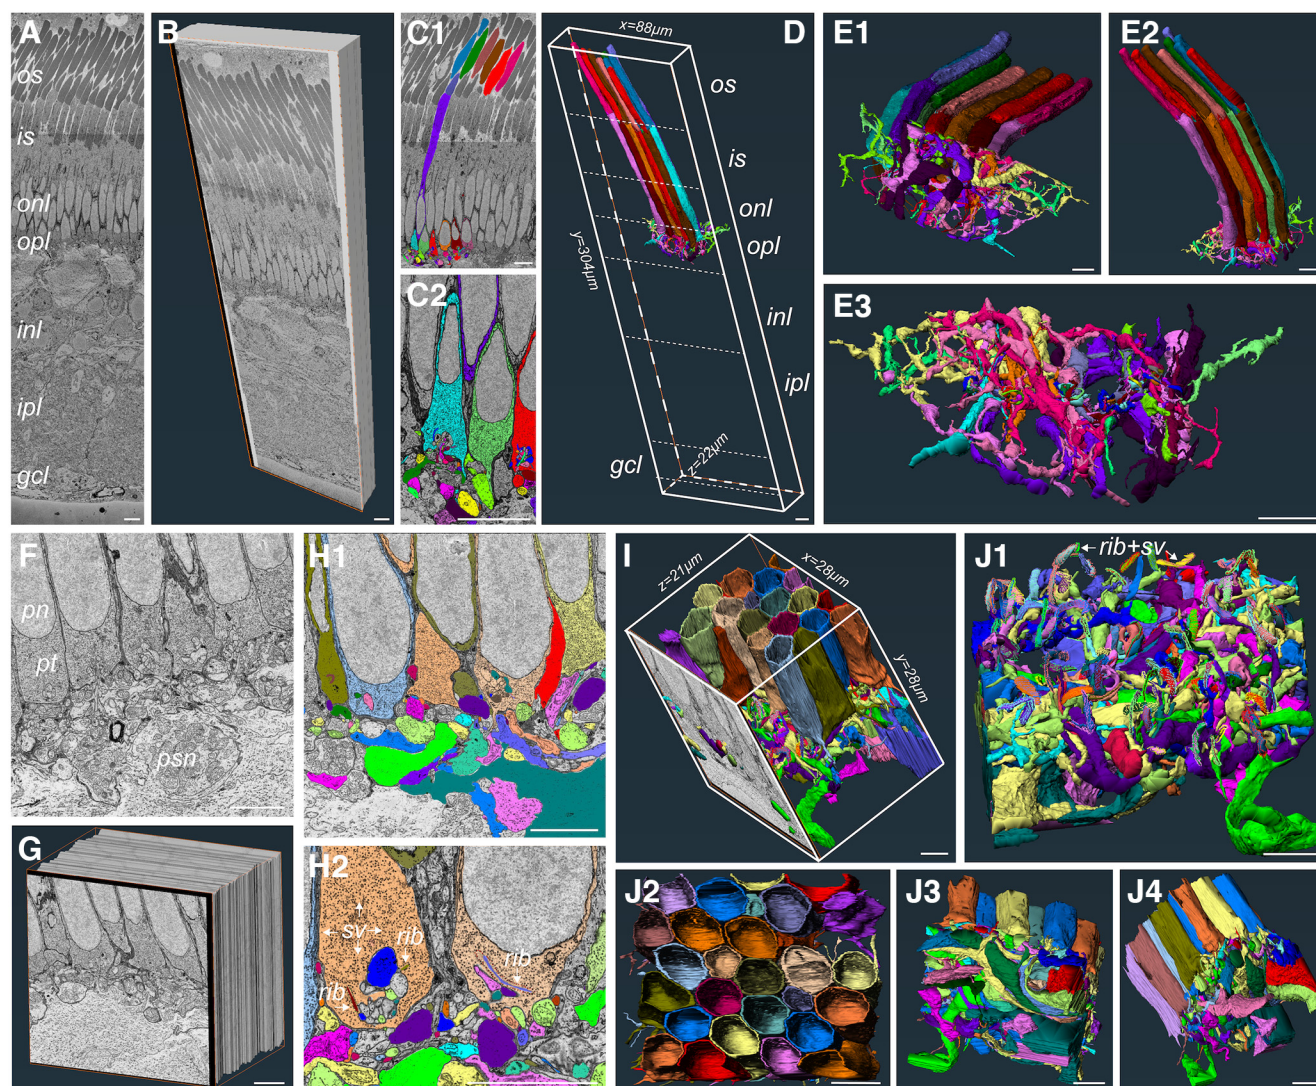 A
os
is
onl
opl
inl
ipl
gcl
B
C1
C2
D
x=88µm
y=304µm
z=22µm
os
is
onl
opl
inl
ipl
gcl
E1
E2
E3
F
pn
pt
psn
G
H1
H2
sv
rib
rib
rib
I
z=21µm
x=28µm
y=28µm
J1
rib+sv
J2
J3
J4